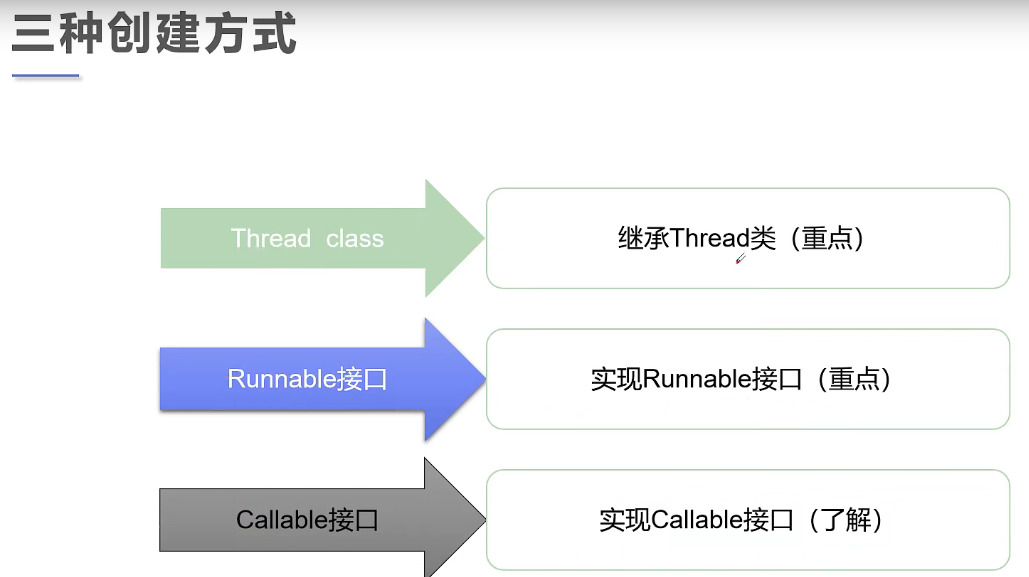 三种创建方式
Thread class
继承Thread类（重点）
Runnable接口
实现Runnable接口（重点）
Callable接口
实现Callable接口（了解）